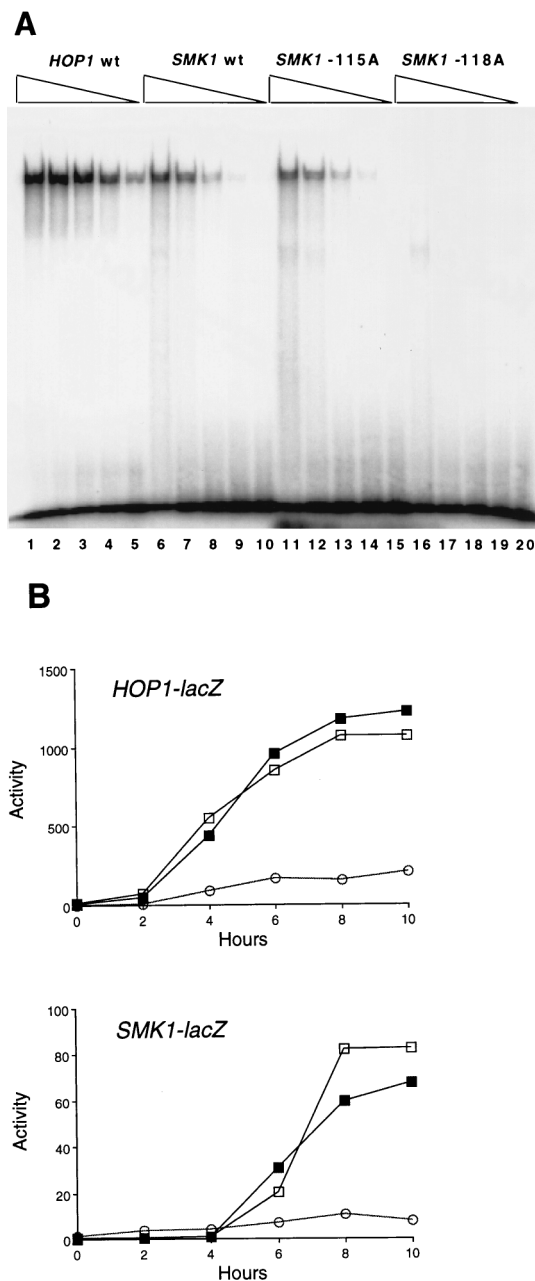 A
HOP1 wt SMK1 wt SMK1 -115A SMK1 -118A
1 2 3 4 5 6 7 8 9 10 11 12 13 14 15 16 17 18 19 20
B
HOP1-lacZ
1500
1000
500
0
Activity
0 2 4 6 8 10
Hours
SMK1-lacZ
100
80
60
40
20
0
Activity
0 2 4 6 8 10
Hours